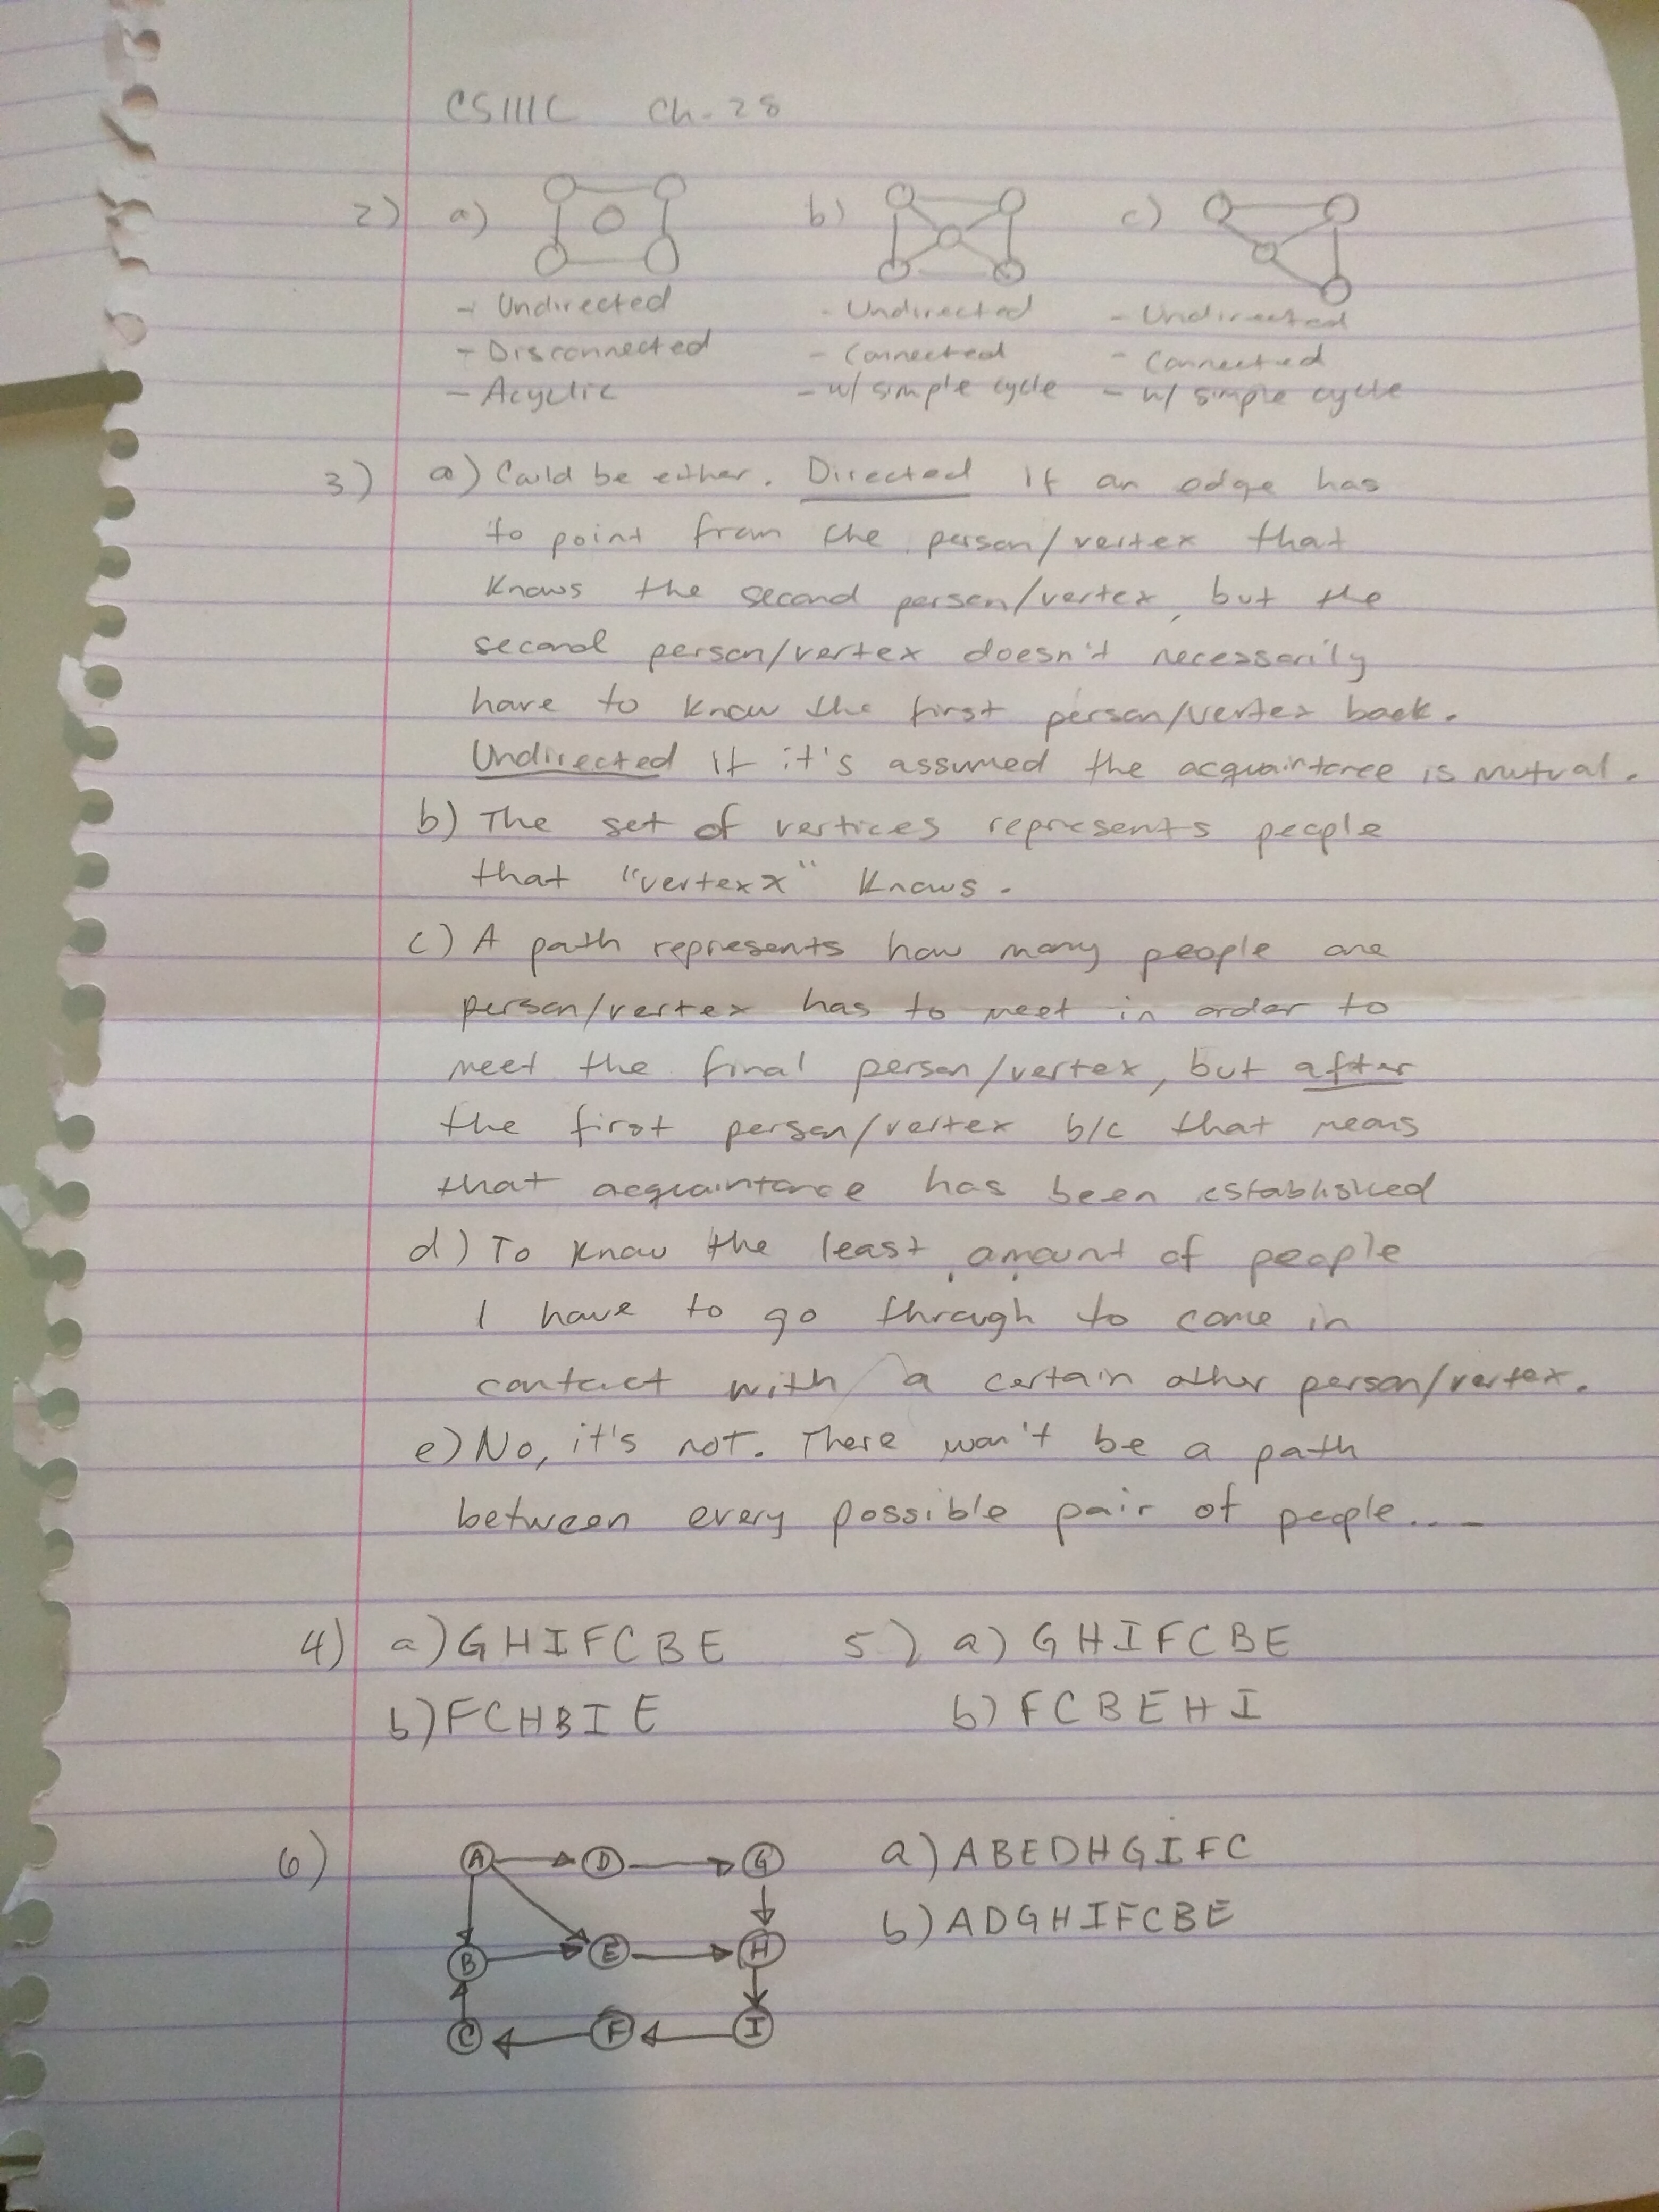 CS111C Ch. 28
2) a) b) c)
- Undirected - Undirected - Undirected
- Disconnected - Connected - Connected
- Acyclic - w/ simple cycle - w/ simple cycle
3) a) Could be either. Directed if an edge has
to point from the person/vertex that
knows the second person/vertex, but the
second person/vertex doesn't necessarily
have to know the first person/vertex back.
Undirected if it's assumed the acquaintance is mutual.
b) The set of vertices represents people
that "vertex x" knows.
c) A path represents how many people one
person/vertex has to meet in order to
meet the final person/vertex, but after
the first person/vertex b/c that means
that acquaintance has been established
d) To know the least amount of people
I have to go through to come in
contact with a certain other person/vertex.
e) No, it's not. There won't be a path
between every possible pair of people...
4) a) G H I F C B E 5) a) G H I F C B E
b) F C H B I E b) F C B E H I
6) A D G a) A B E D H G I F C
b) A D G H I F C B E
B E H
C F I